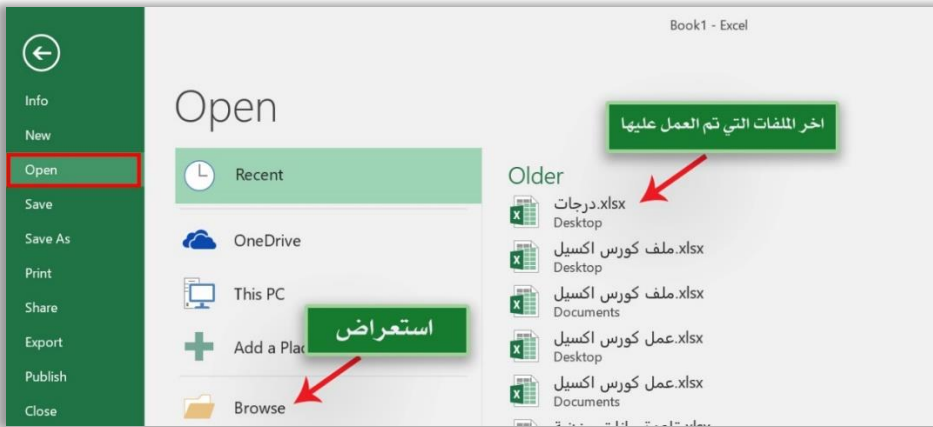 Book1 - Excel
Info
New
Open
Save
Save As
Print
Share
Export
Publish
Close
Open
Recent
OneDrive
This PC
Add a Pla
Browse
استعراض
اخر الملفات التي تم العمل عليها
Older
درجات.xlsx
Desktop
ملف كورس اكسيل.xlsx
Desktop
ملف كورس اكسيل.xlsx
Documents
عمل كورس اكسيل.xlsx
Desktop
عمل كورس اكسيل.xlsx
Documents